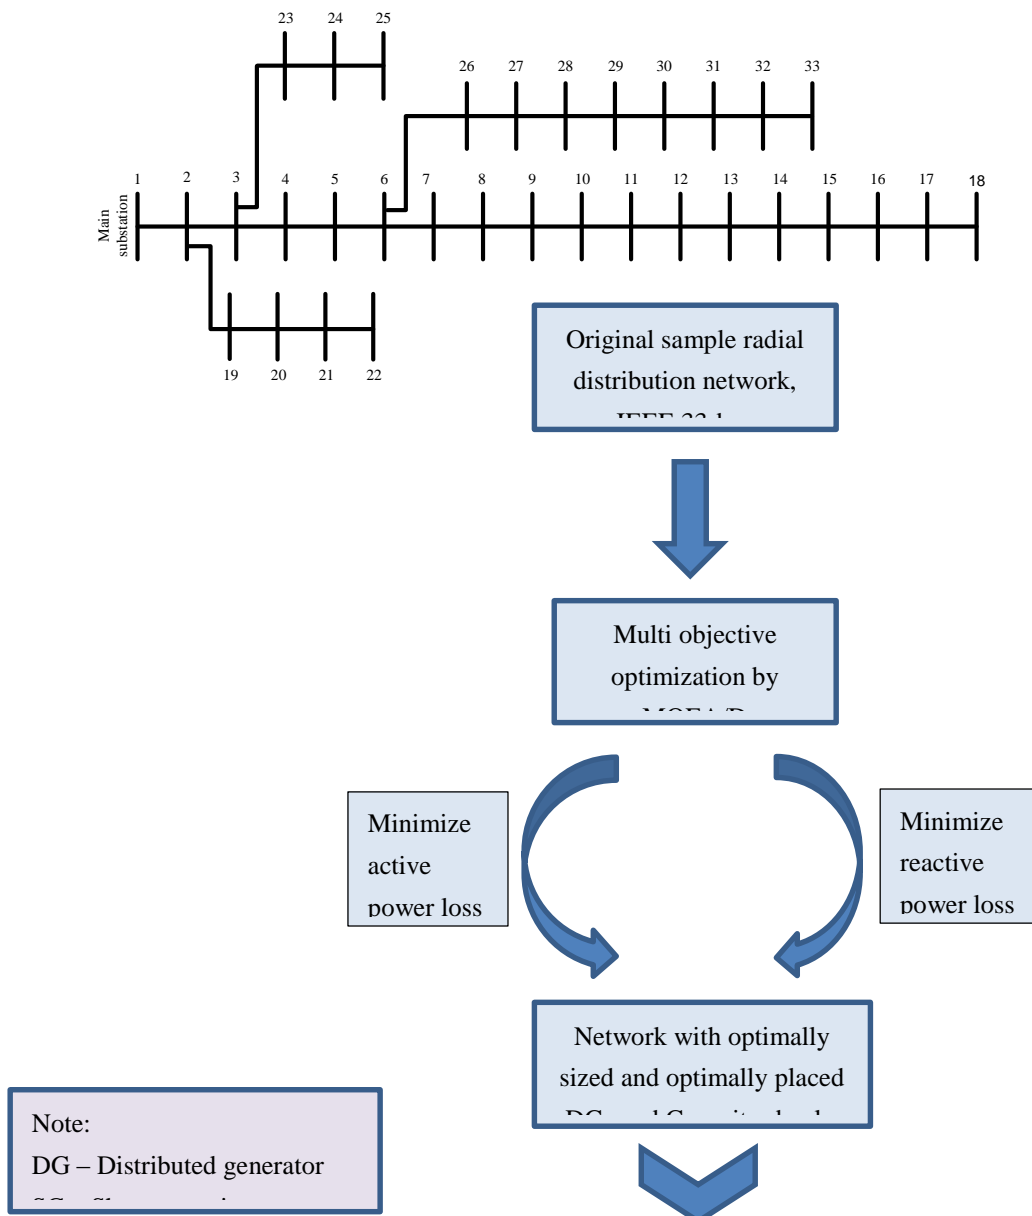 23 24 25
26 27 28 29 30 31 32 33
1 2 3 4 5 6 7 8 9 10 11 12 13 14 15 16 17 18
Main
substation
19 20 21 22
Original sample radial
distribution network,
Multi objective
optimization by
Minimize
active
power loss
Minimize
reactive
power loss
Network with optimally
sized and optimally placed
Note:
DG – Distributed generator